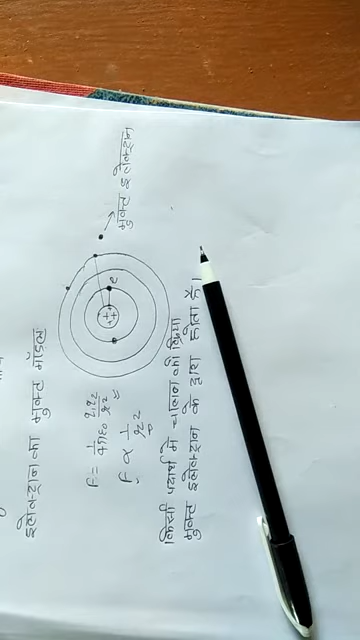 इलेक्ट्रान का मुक्त मॉडल
मुक्त इलेक्ट्रान
e
++
F = 1/4πε0 q1q2/r2
F ∝ 1/r2
किसी पदार्थ में चालन की क्रिया
मुक्त इलेक्ट्रान के द्वारा होती है।